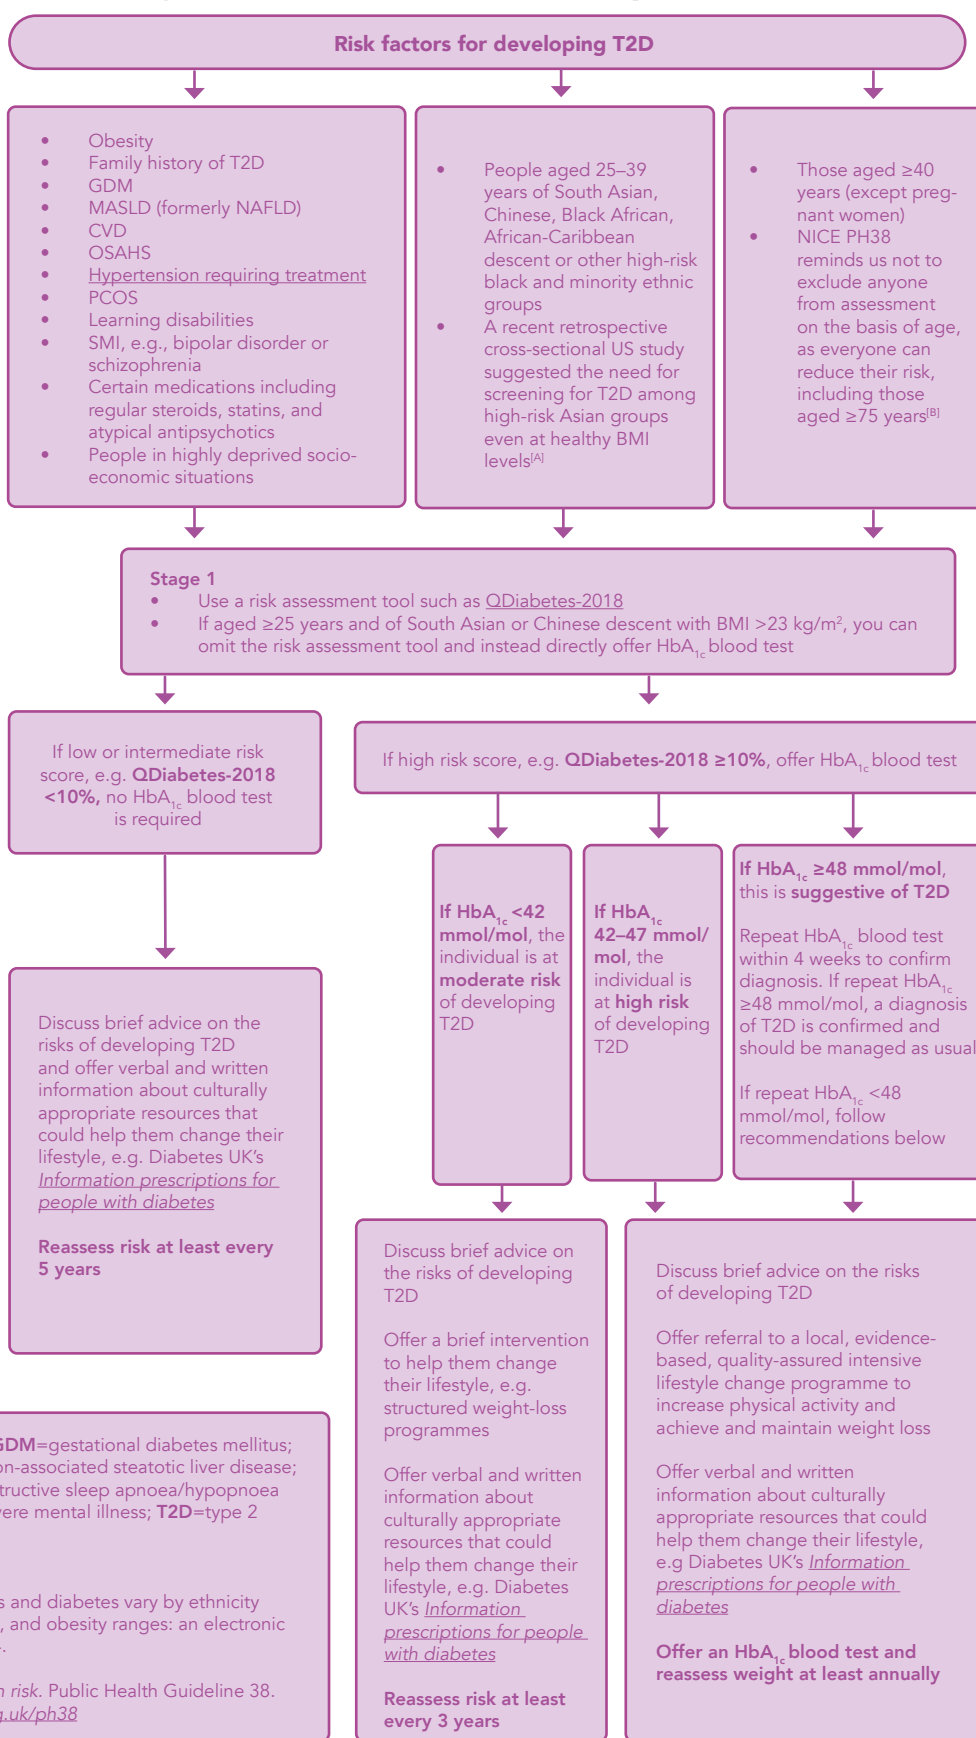 Risk factors for developing T2D
• Obesity
• Family history of T2D
• GDM
• MASLD (formerly NAFLD)
• CVD
• OSAHS
• Hypertension requiring treatment
• PCOS
• Learning disabilities
• SMI, e.g., bipolar disorder or
schizophrenia
• Certain medications including
regular steroids, statins, and
atypical antipsychotics
• People in highly deprived socio-
economic situations
• People aged 25–39
years of South Asian,
Chinese, Black African,
African-Caribbean
descent or other high-risk
black and minority ethnic
groups
• A recent retrospective
cross-sectional US study
suggested the need for
screening for T2D among
high-risk Asian groups
even at healthy BMI
levels[A]
• Those aged ≥40
years (except preg-
nant women)
• NICE PH38
reminds us not to
exclude anyone
from assessment
on the basis of age,
as everyone can
reduce their risk,
including those
aged ≥75 years[B]
Stage 1
• Use a risk assessment tool such as QDiabetes-2018
• If aged ≥25 years and of South Asian or Chinese descent with BMI >23 kg/m², you can
omit the risk assessment tool and instead directly offer HbA1c blood test
If low or intermediate risk
score, e.g. QDiabetes-2018
<10%, no HbA1c blood test
is required
If high risk score, e.g. QDiabetes-2018 ≥10%, offer HbA1c blood test
If HbA1c <42
mmol/mol, the
individual is at
moderate risk
of developing
T2D
If HbA1c
42–47 mmol/
mol, the
individual is
at high risk
of developing
T2D
If HbA1c ≥48 mmol/mol,
this is suggestive of T2D
Repeat HbA1c blood test
within 4 weeks to confirm
diagnosis. If repeat HbA1c
≥48 mmol/mol, a diagnosis
of T2D is confirmed and
should be managed as usual
If repeat HbA1c <48
mmol/mol, follow
recommendations below
Discuss brief advice on the
risks of developing T2D
and offer verbal and written
information about culturally
appropriate resources that
could help them change their
lifestyle, e.g. Diabetes UK's
Information prescriptions for
people with diabetes
Reassess risk at least every
5 years
Discuss brief advice on
the risks of developing
T2D
Offer a brief intervention
to help them change
their lifestyle, e.g.
structured weight-loss
programmes
Offer verbal and written
information about
culturally appropriate
resources that could
help them change their
lifestyle, e.g. Diabetes
UK's Information
prescriptions for people
with diabetes
Reassess risk at least
every 3 years
Discuss brief advice on the risks
of developing T2D
Offer referral to a local, evidence-
based, quality-assured intensive
lifestyle change programme to
increase physical activity and
achieve and maintain weight loss
Offer verbal and written
information about culturally
appropriate resources that could
help them change their lifestyle,
e.g Diabetes UK's Information
prescriptions for people with
diabetes
Offer an HbA1c blood test and
reassess weight at least annually
GDM=gestational diabetes mellitus;
on-associated steatotic liver disease;
structive sleep apnoea/hypopnoea
vere mental illness; T2D=type 2
s and diabetes vary by ethnicity
, and obesity ranges: an electronic
risk. Public Health Guideline 38.
g.uk/ph38